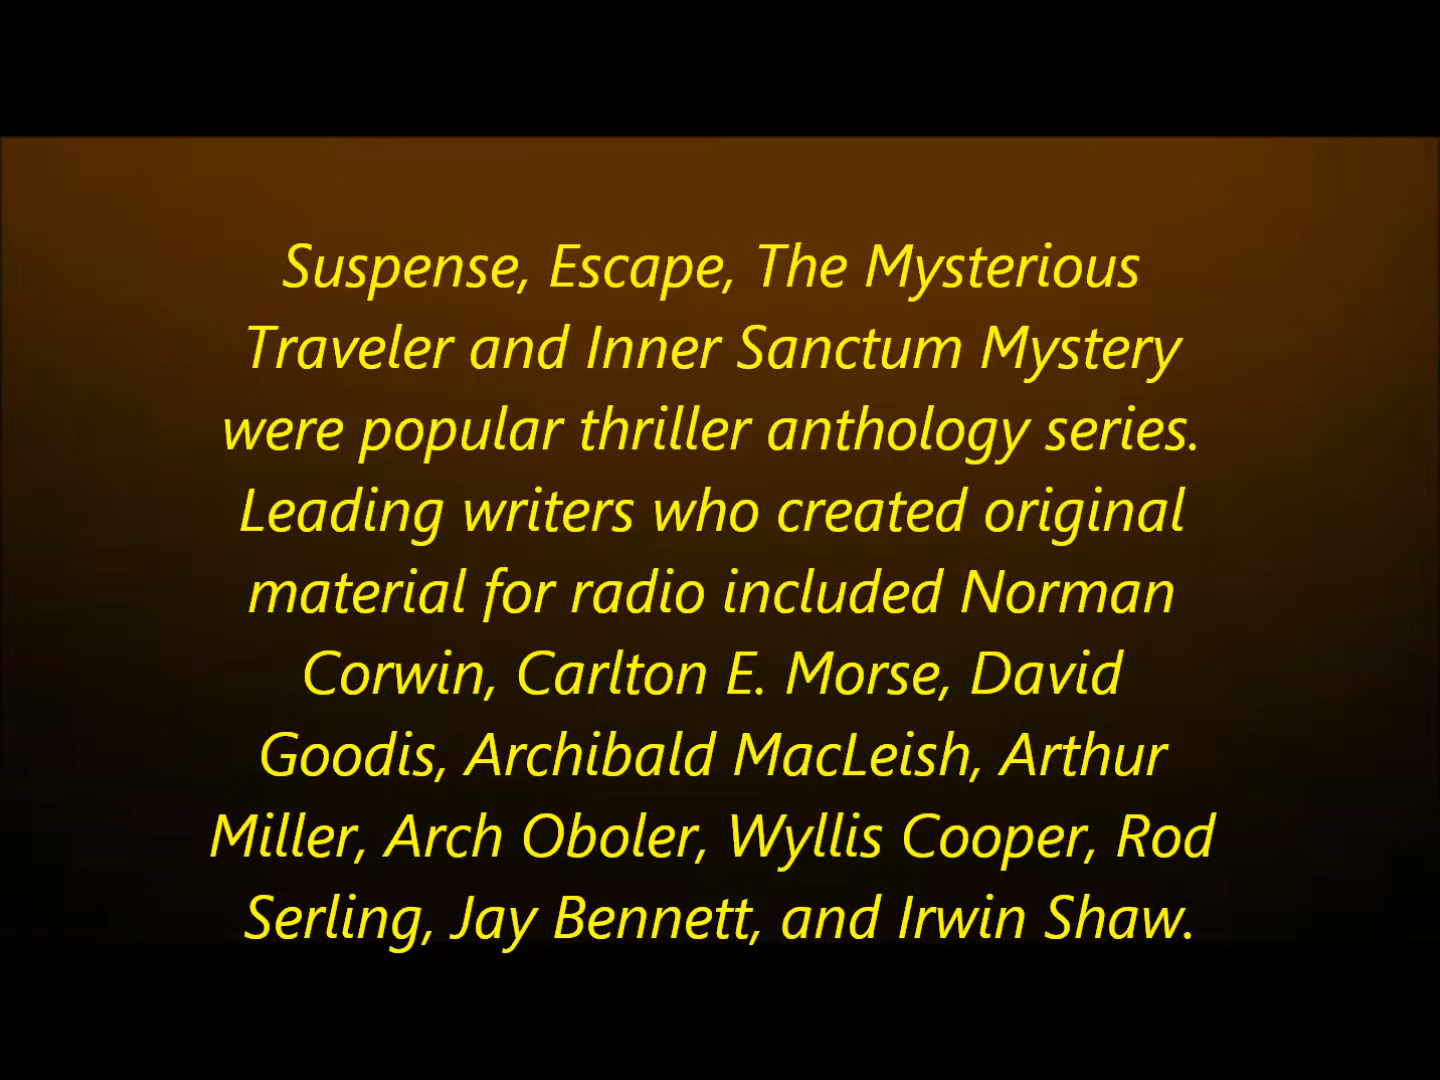 Suspense, Escape, The Mysterious
Traveler and Inner Sanctum Mystery
were popular thriller anthology series.
Leading writers who created original
material for radio included Norman
Corwin, Carlton E. Morse, David
Goodis, Archibald MacLeish, Arthur
Miller, Arch Oboler, Wyllis Cooper, Rod
Serling, Jay Bennett, and Irwin Shaw.